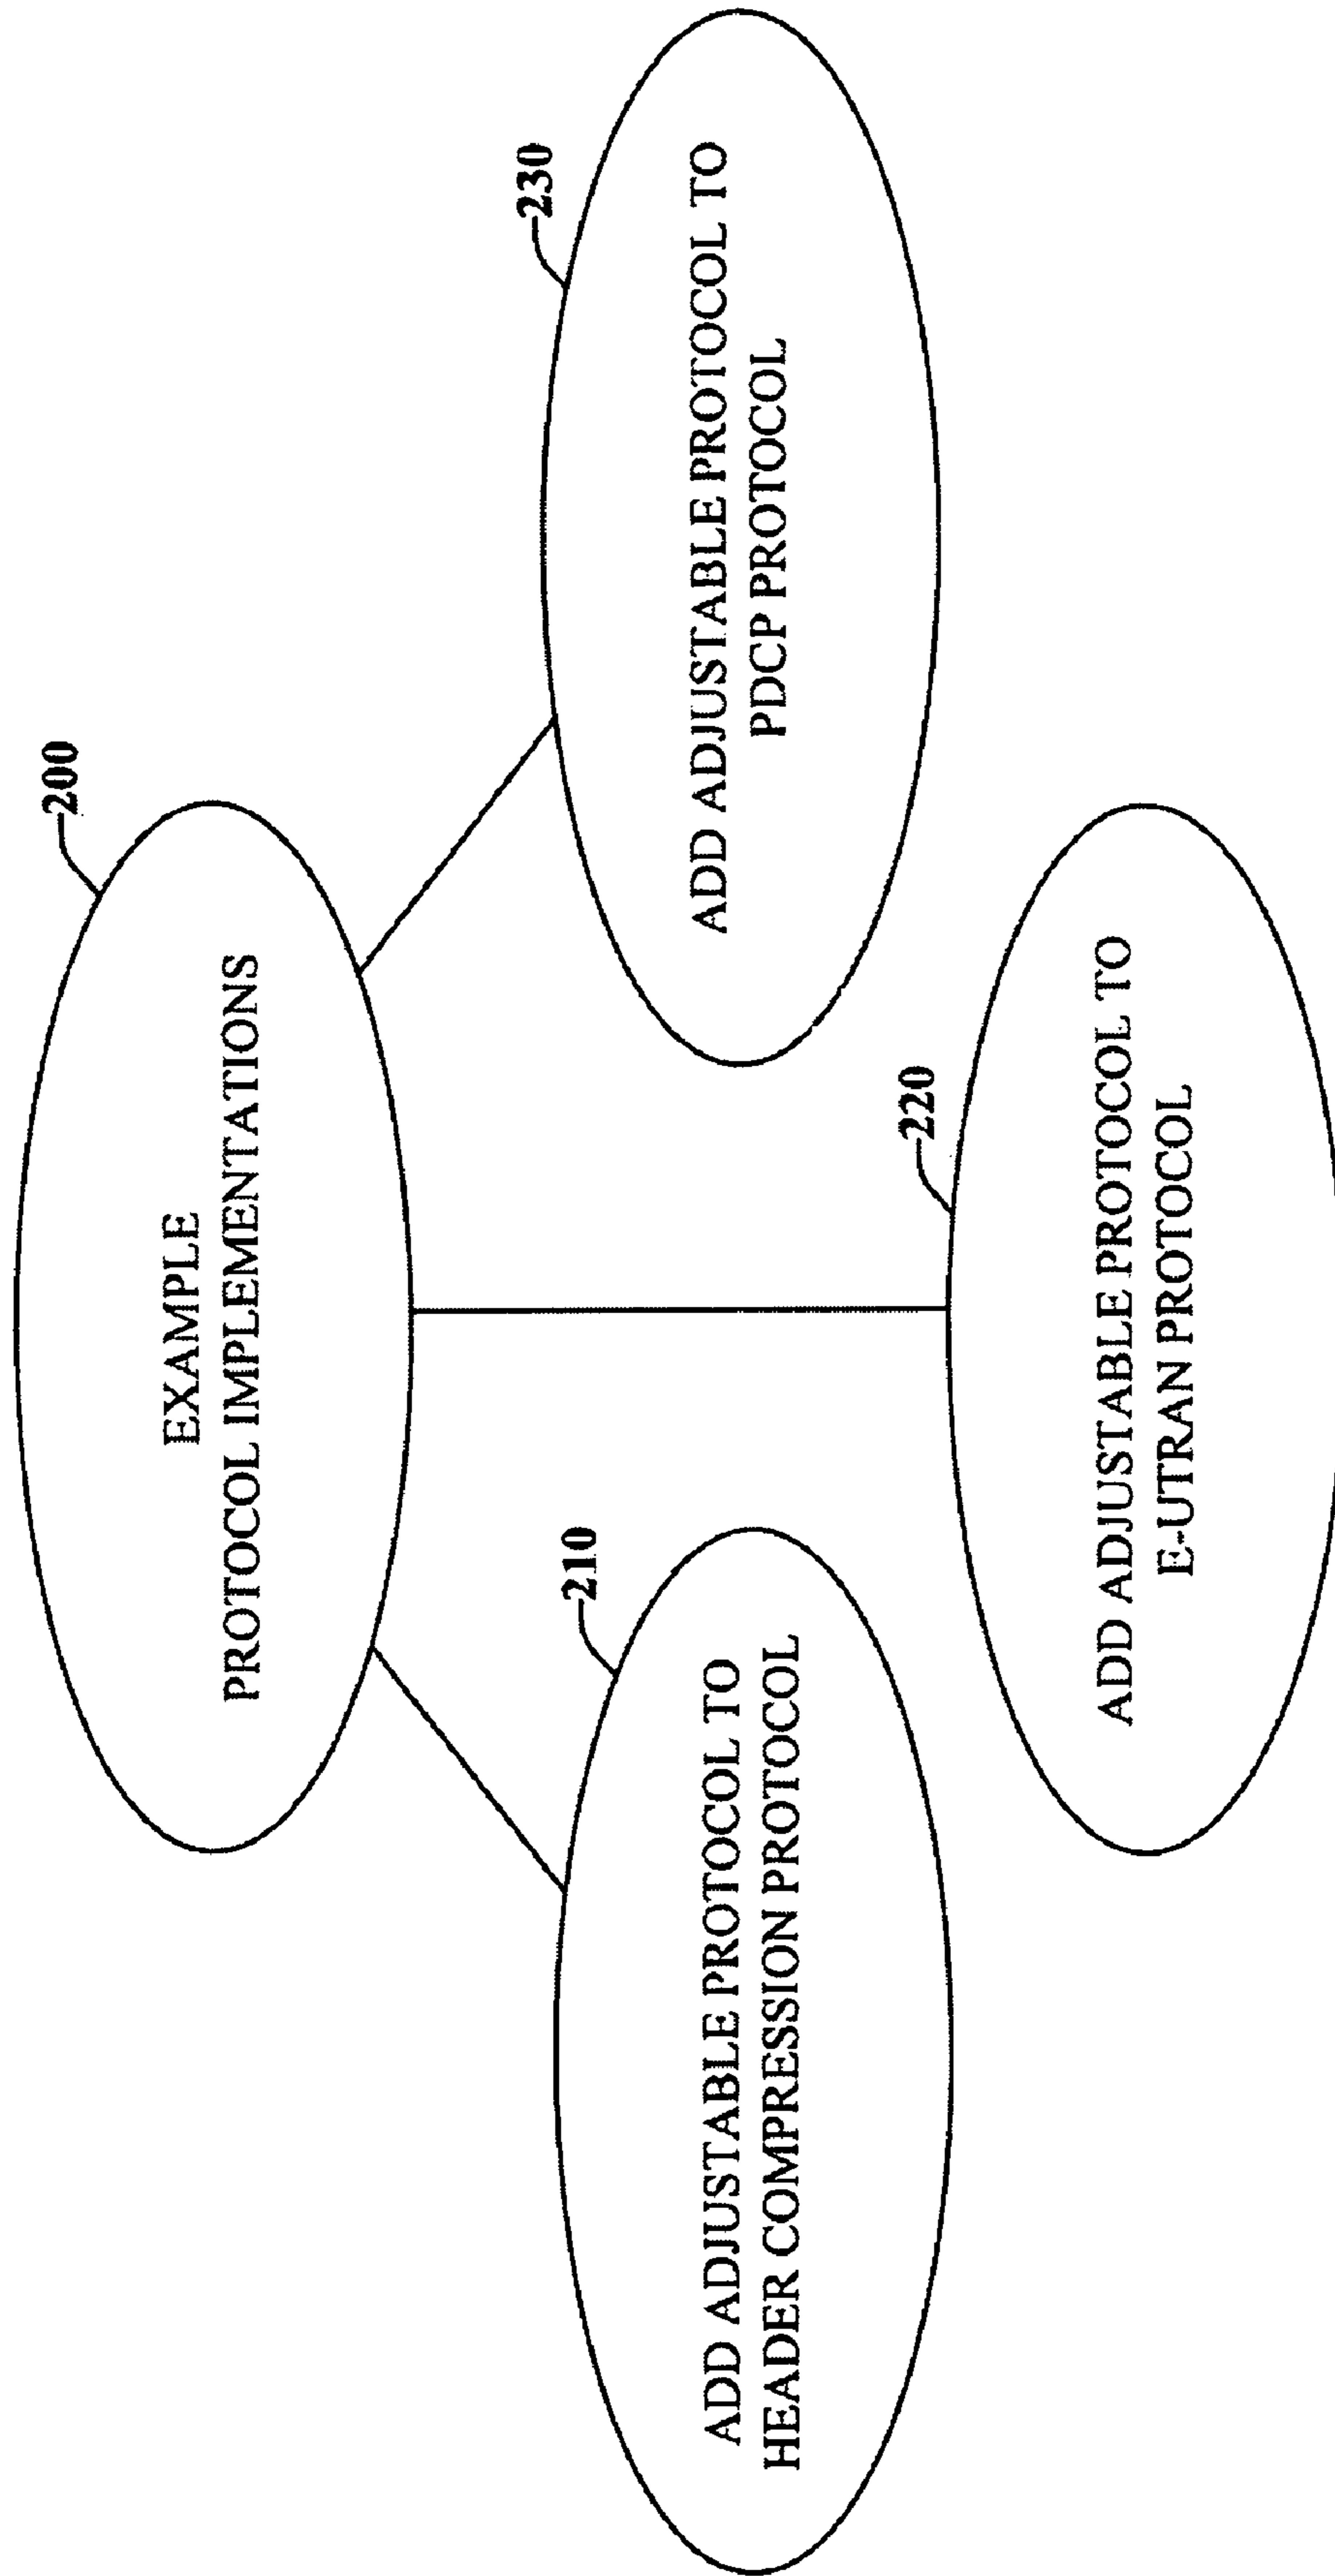 200
EXAMPLE
PROTOCOL IMPLEMENTATIONS
210
ADD ADJUSTABLE PROTOCOL TO
HEADER COMPRESSION PROTOCOL
220
ADD ADJUSTABLE PROTOCOL TO
E-UTRAN PROTOCOL
230
ADD ADJUSTABLE PROTOCOL TO
PDCP PROTOCOL